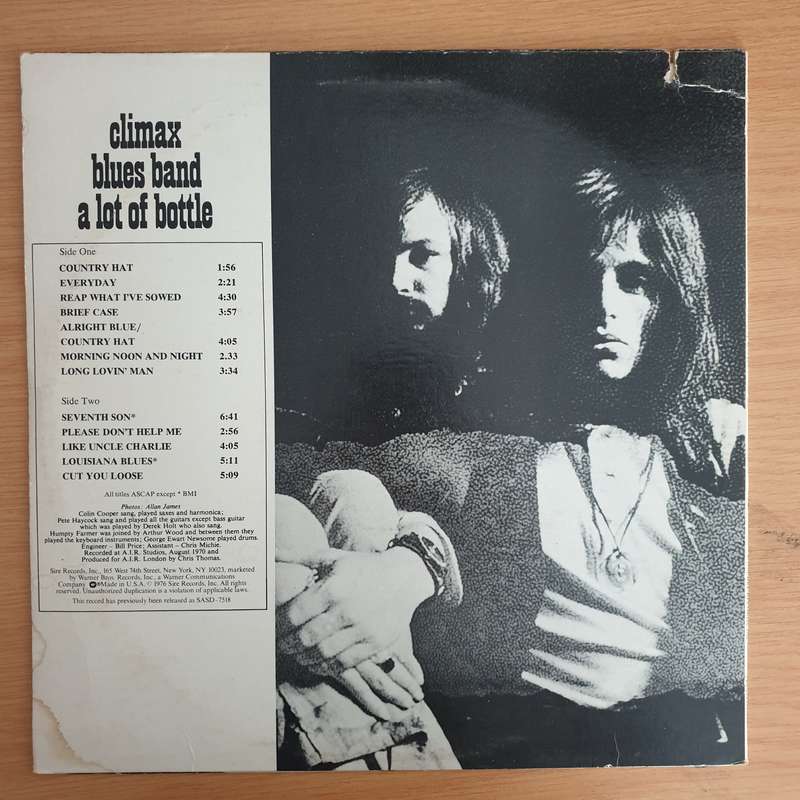 climax
blues band
a lot of bottle
Side One
COUNTRY HAT 1:56
EVERYDAY 2:21
REAP WHAT I'VE SOWED 4:30
BRIEF CASE 3:57
ALRIGHT BLUE/
COUNTRY HAT 4:05
MORNING NOON AND NIGHT 2.33
LONG LOVIN' MAN 3:34
Side Two
SEVENTH SON* 6:41
PLEASE DON'T HELP ME 2:56
LIKE UNCLE CHARLIE 4:05
LOUISIANA BLUES* 5:11
CUT YOU LOOSE 5:09
All titles ASCAP except * BMI
Photos: Allan James
Colin Cooper sang, played saxes and harmonica;
Pete Haycock sang and played all the guitars except bass guitar
which was played by Derek Holt who also sang.
Humpty Farmer was joined by Arthur Wood and between them they
played the keyboard instruments; George Ewart Newsome played drums.
Engineer - Bill Price; Assistant - Chris Michie.
Recorded at A.I.R. Studios, August 1970 and
Produced for A.I.R. London by Chris Thomas.
Sire Records, Inc., 165 West 74th Street, New York, NY 10023, marketed
by Warner Bros. Records, Inc., a Warner Communications
Company. ®Made in U.S.A. © 1976 Sire Records, Inc. All rights
reserved. Unauthorized duplication is a violation of applicable laws.
This record has previously been released as SASD-7518